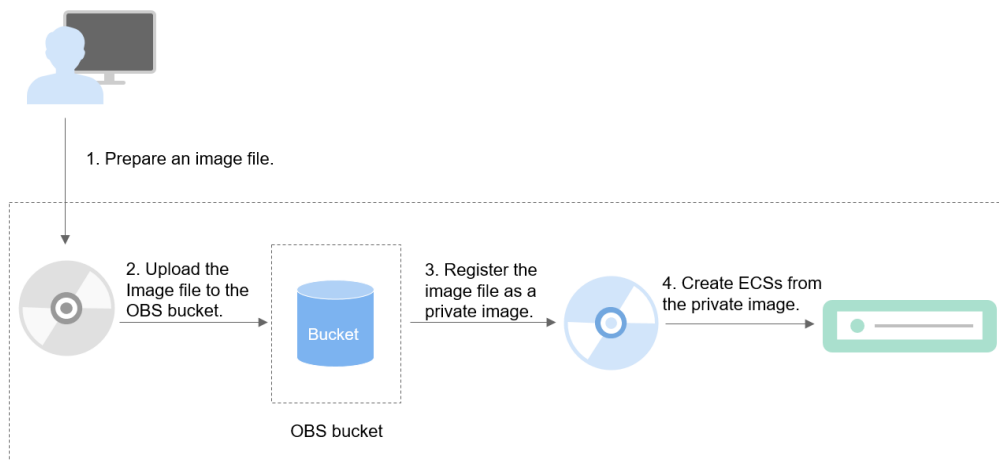 1. Prepare an image file.
2. Upload the
Image file to the
OBS bucket.
Bucket
OBS bucket
3. Register the
image file as a
private image.
4. Create ECSs from
the private image.